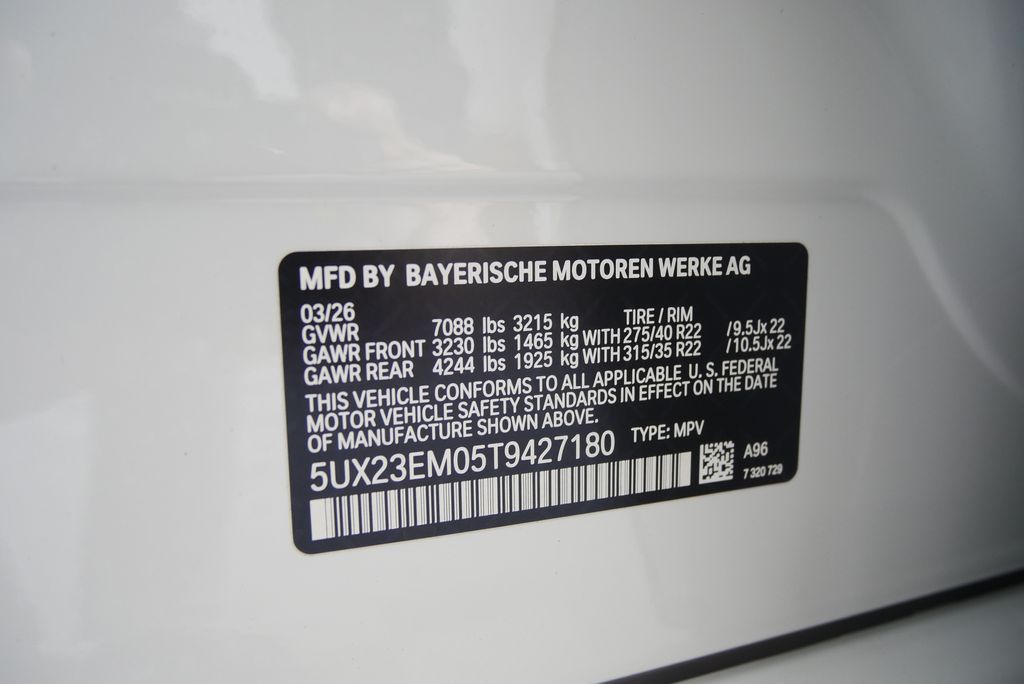 MFD BY BAYERISCHE MOTOREN WERKE AG
03/26 TIRE / RIM
GVWR 7088 lbs 3215 kg
GAWR FRONT 3230 lbs 1465 kg WITH 275/40 R22 /9.5Jx 22
GAWR REAR 4244 lbs 1925 kg WITH 315/35 R22 /10.5Jx 22
THIS VEHICLE CONFORMS TO ALL APPLICABLE U. S. FEDERAL
MOTOR VEHICLE SAFETY STANDARDS IN EFFECT ON THE DATE
OF MANUFACTURE SHOWN ABOVE.
TYPE: MPV
5UX23EM05T9427180
A96
7 320 729